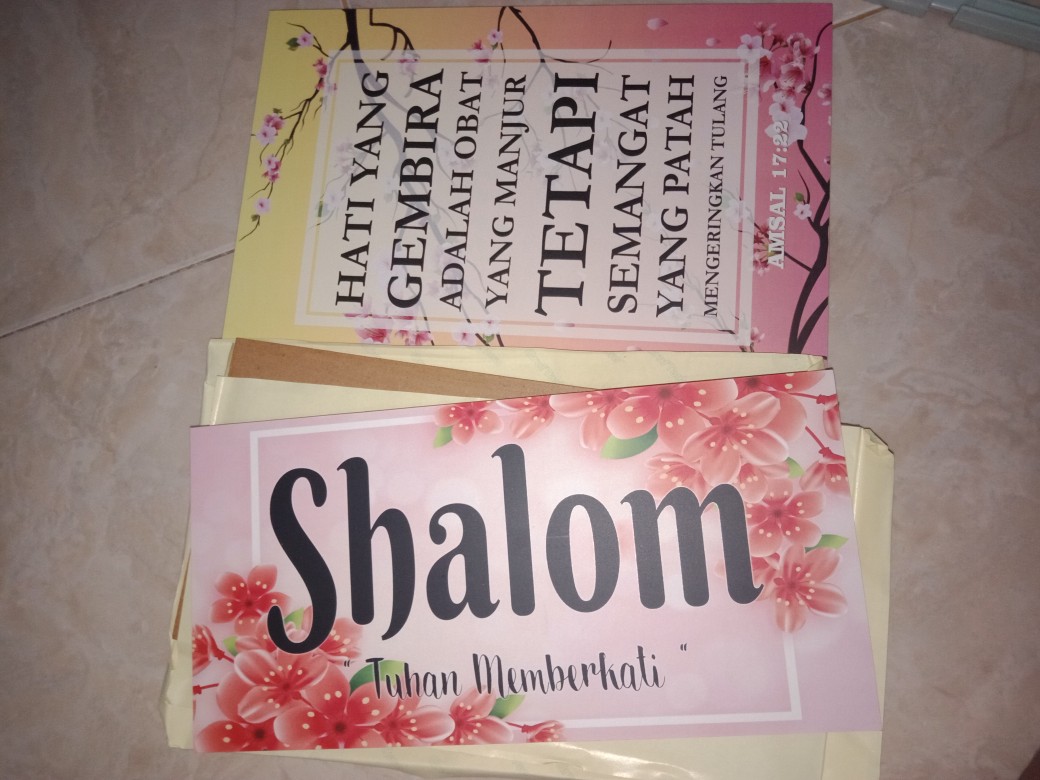 HATI YANG
GEMBIRA
ADALAH OBAT
YANG MANJUR
TETAPI
SEMANGAT
YANG PATAH
MENGERINGKAN TULANG
AMSAL 17:22
Shalom
" Tuhan Memberkati "